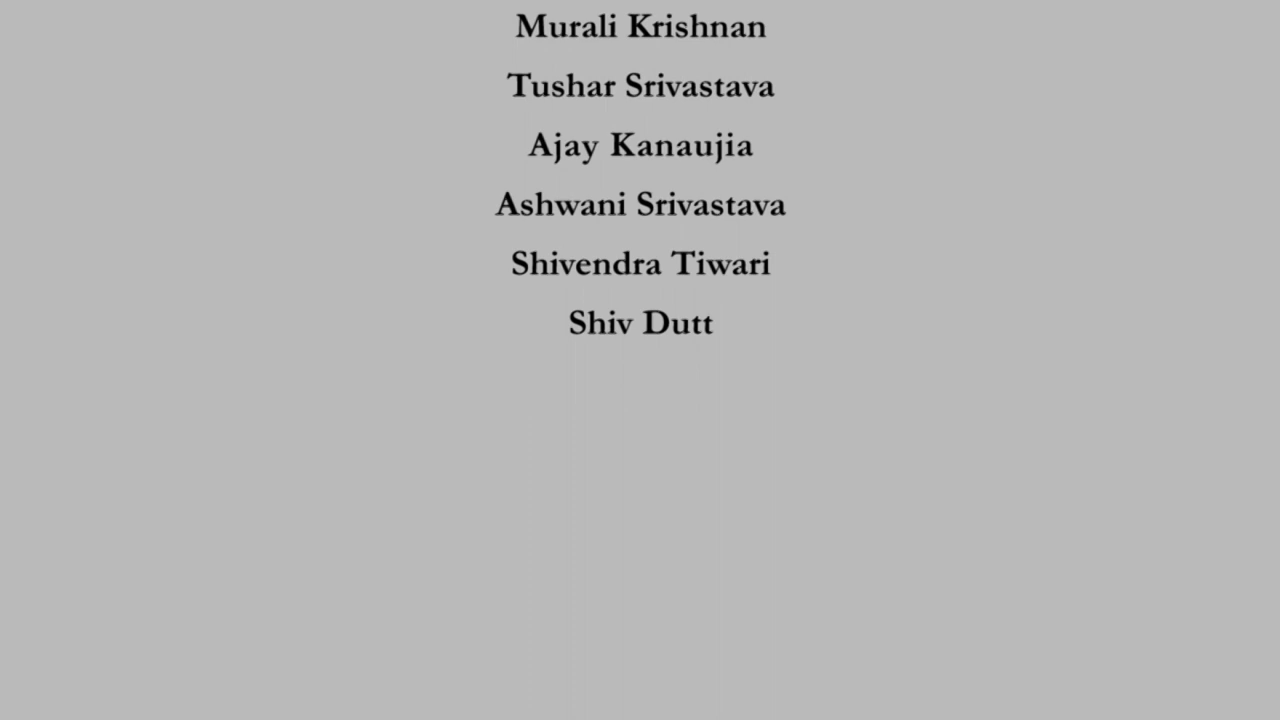 Murali Krishnan
Tushar Srivastava
Ajay Kanaujia
Ashwani Srivastava
Shivendra Tiwari
Shiv Dutt